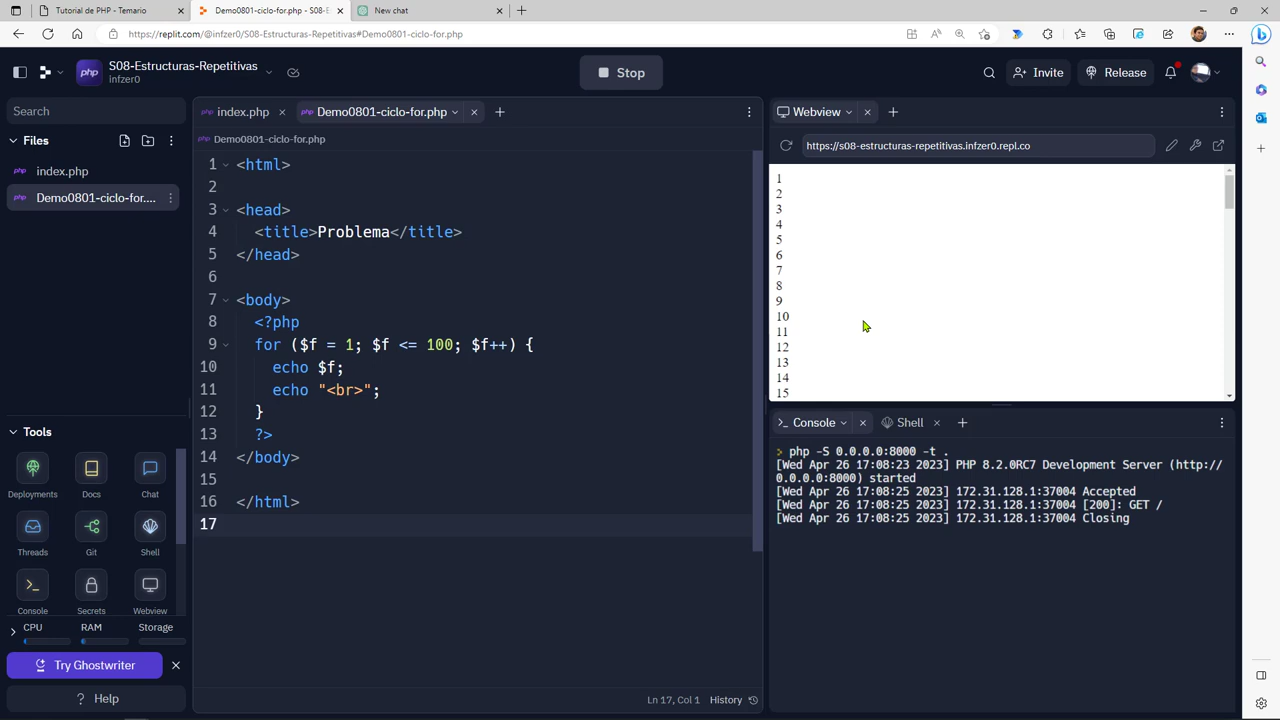 Tutorial de PHP - Temario
Demo0801-ciclo-for.php - S08-Es
New chat
https://replit.com/@infzer0/S08-Estructuras-Repetitivas#Demo0801-ciclo-for.php
php
S08-Estructuras-Repetitivas
infzer0
Stop
Invite
Release
Search
Files
php index.php
php Demo0801-ciclo-for....
Tools
Deployments
Docs
Chat
Threads
Git
Shell
Console
Secrets
Webview
CPU
RAM
Storage
Try Ghostwriter
Help
php index.php
php Demo0801-ciclo-for.php
php Demo0801-ciclo-for.php
1 <html>
2
3 <head>
4 <title>Problema</title>
5 </head>
6
7 <body>
8 <?php
9 for ($f = 1; $f <= 100; $f++) {
10 echo $f;
11 echo "<br>";
12 }
13 ?>
14 </body>
15
16 </html>
17
Ln 17, Col 1
History
Webview
https://s08-estructuras-repetitivas.infzer0.repl.co
1
2
3
4
5
6
7
8
9
10
11
12
13
14
15
Console
Shell
> php -S 0.0.0.0:8000 -t .
[Wed Apr 26 17:08:23 2023] PHP 8.2.0RC7 Development Server (http://
0.0.0.0:8000) started
[Wed Apr 26 17:08:25 2023] 172.31.128.1:37004 Accepted
[Wed Apr 26 17:08:25 2023] 172.31.128.1:37004 [200]: GET /
[Wed Apr 26 17:08:25 2023] 172.31.128.1:37004 Closing